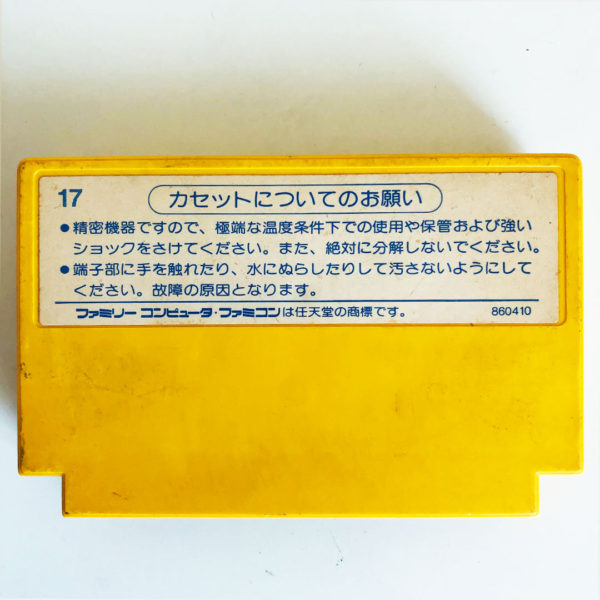 17 カセットについてのお願い
●精密機器ですので、極端な温度条件下での使用や保管および強い
ショックをさけてください。また、絶対に分解しないでください。
●端子部に手を触れたり、水にぬらしたりして汚さないようにして
ください。故障の原因となります。
ファミリー コンピュータ・ファミコンは任天堂の商標です。 860410